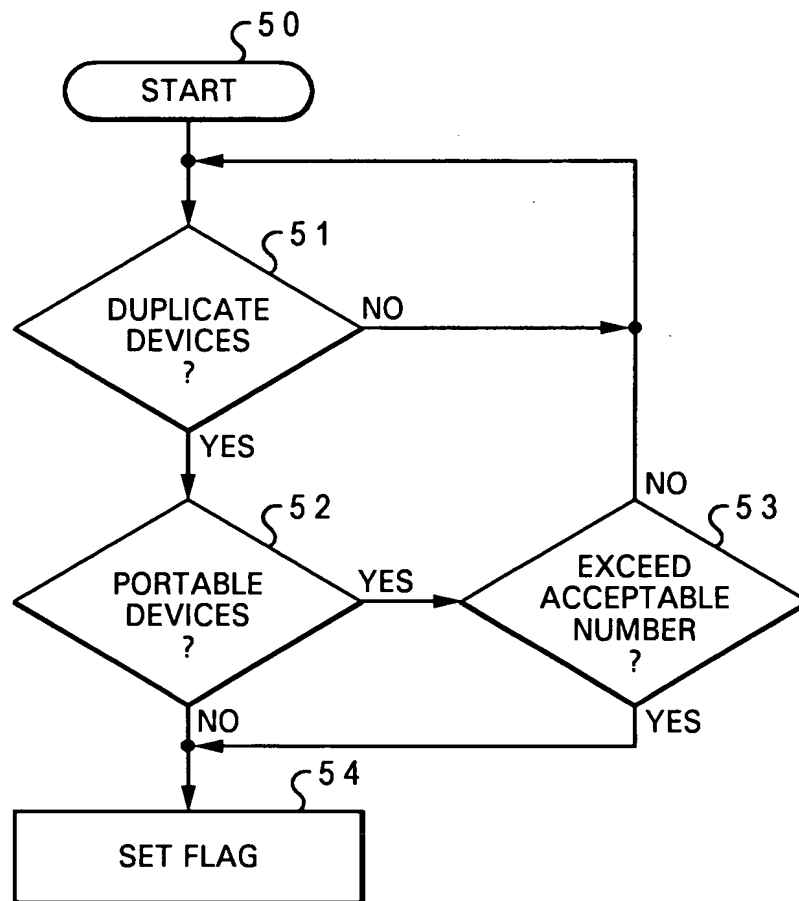 50
START
51
DUPLICATE
DEVICES
?
NO
YES
52
PORTABLE
DEVICES
?
YES
NO
NO
53
EXCEED
ACCEPTABLE
NUMBER
?
YES
54
SET FLAG